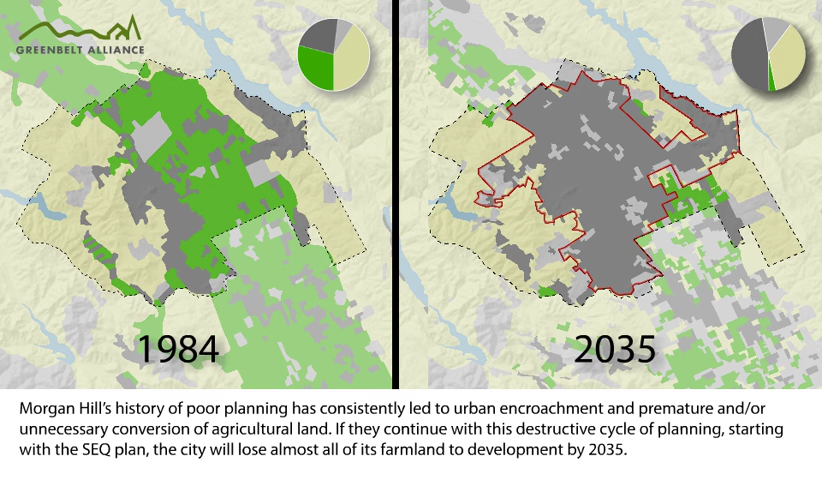 GREENBELT ALLIANCE
1984
2035
Morgan Hill's history of poor planning has consistently led to urban encroachment and premature and/or
unnecessary conversion of agricultural land. If they continue with this destructive cycle of planning, starting
with the SEQ plan, the city will lose almost all of its farmland to development by 2035.